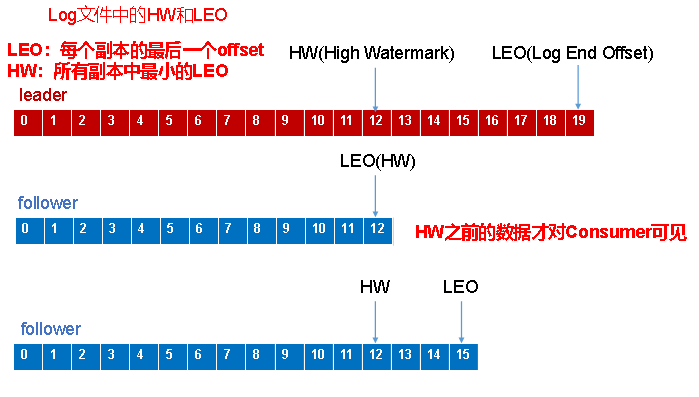 Log文件中的HW和LEO
LEO：每个副本的最后一个offset
HW：所有副本中最小的LEO
HW(High Watermark)
LEO(Log End Offset)
leader
0 1 2 3 4 5 6 7 8 9 10 11 12 13 14 15 16 17 18 19
LEO(HW)
follower
0 1 2 3 4 5 6 7 8 9 10 11 12
HW之前的数据才对Consumer可见
HW
LEO
follower
0 1 2 3 4 5 6 7 8 9 10 11 12 13 14 15